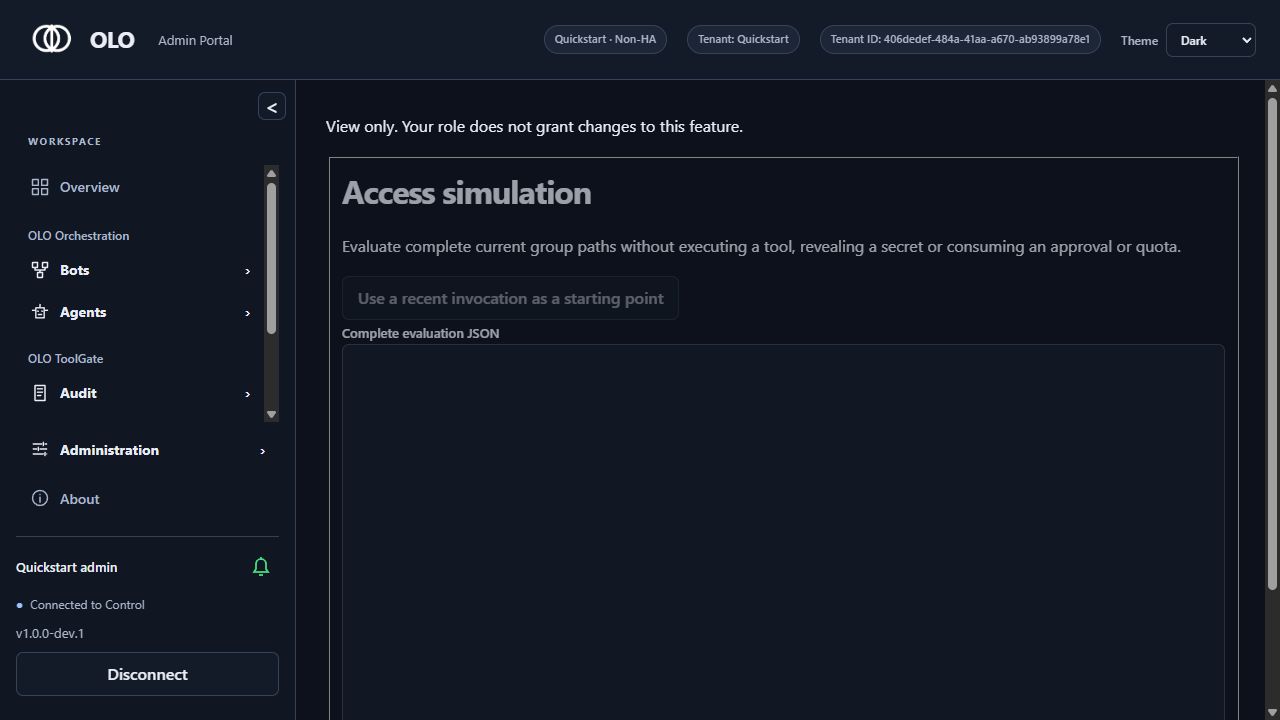 OLO
Admin Portal
Quickstart · Non-HA
Tenant: Quickstart
Tenant ID: 406dedef-484a-41aa-a670-ab93899a78e1
Theme
Dark
<
WORKSPACE
Overview
OLO Orchestration
Bots ›
Agents ›
OLO ToolGate
Audit ›
Administration ›
About
Quickstart admin
Connected to Control
v1.0.0-dev.1
Disconnect
View only. Your role does not grant changes to this feature.
Access simulation
Evaluate complete current group paths without executing a tool, revealing a secret or consuming an approval or quota.
Use a recent invocation as a starting point
Complete evaluation JSON